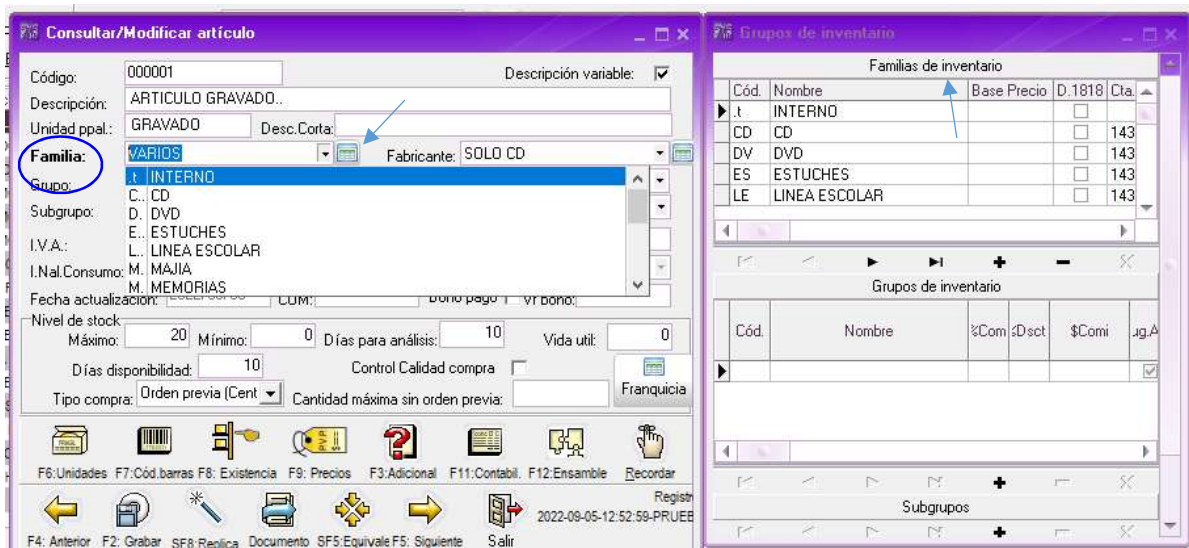 Consultar/Modificar artículo
Código: 000001 Descripción variable:
Descripción: ARTICULO GRAVADO..
Unidad ppal.: GRAVADO Desc.Corta:
Familia: VARIOS Fabricante: SOLO CD
Grupo: .t INTERNO
C.. CD
Subgrupo: D. DVD
E.. ESTUCHES
I.V.A.: L.. LINEA ESCOLAR
I.Nal.Consumo: M. MAJIA
M. MEMORIAS
Fecha actualización: CUM: Bono pago Vr bono:
Nivel de stock
Máximo: 20 Mínimo: 0 Días para análisis: 10 Vida util: 0
Días disponibilidad: 10 Control Calidad compra
Tipo compra: Orden previa (Cent Cantidad máxima sin orden previa: Franquicia
F6:Unidades F7:Cód.barras F8: Existencia F9: Precios F3:Adicional F11:Contabil. F12:Ensamble Recordar
Registr
2022-09-05-12:52:59-PRUEB
F4: Anterior F2: Grabar SF8:Replica Documento SF5:Equivale F5: Siguiente Salir
Grupos de inventario
Familias de inventario
Cód. Nombre Base Precio D.1818 Cta.
.t INTERNO
CD CD 143
DV DVD 143
ES ESTUCHES 143
LE LINEA ESCOLAR 143
Grupos de inventario
Cód. Nombre %Com %Dsct $Comi ug.A
Subgrupos